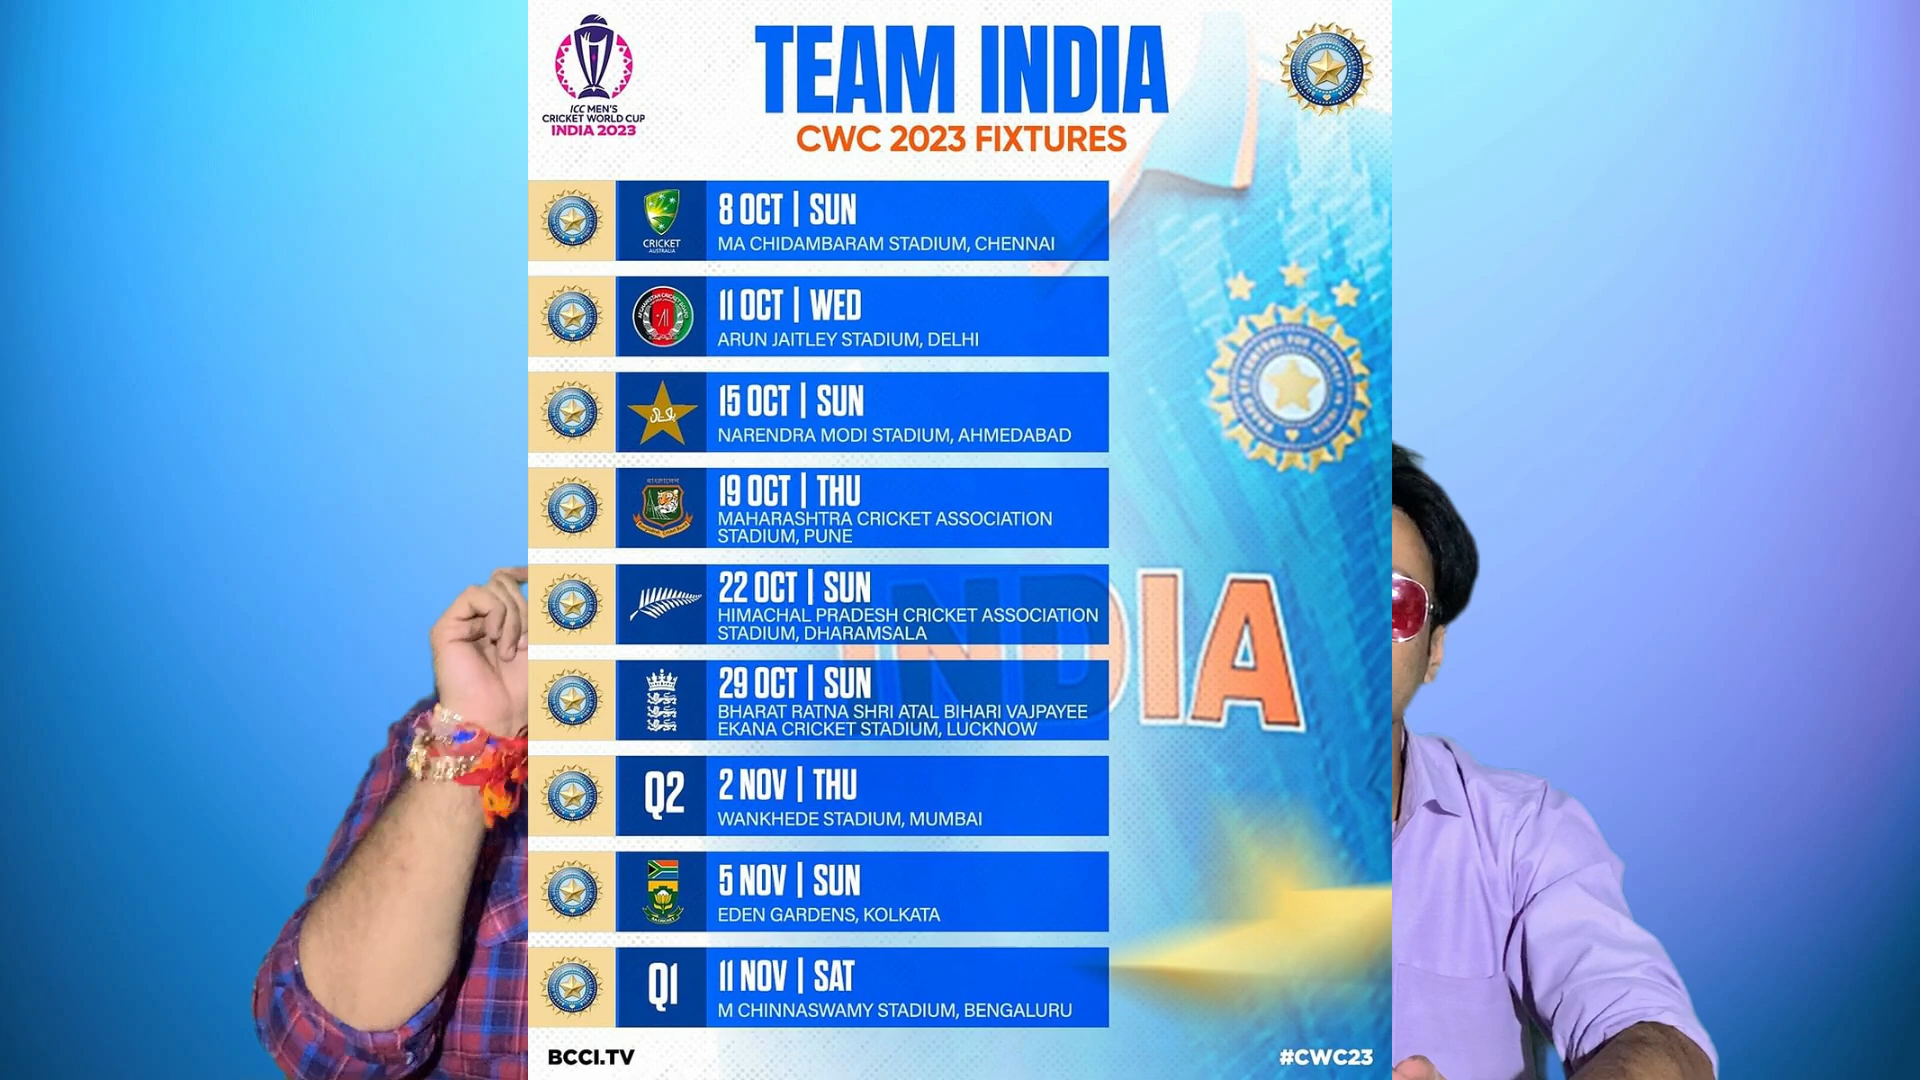 ICC MEN'S
CRICKET WORLD CUP
INDIA 2023
TEAM INDIA
CWC 2023 FIXTURES
CRICKET
AUSTRALIA
8 OCT | SUN
MA CHIDAMBARAM STADIUM, CHENNAI
11 OCT | WED
ARUN JAITLEY STADIUM, DELHI
15 OCT | SUN
NARENDRA MODI STADIUM, AHMEDABAD
19 OCT | THU
MAHARASHTRA CRICKET ASSOCIATION
STADIUM, PUNE
22 OCT | SUN
HIMACHAL PRADESH CRICKET ASSOCIATION
STADIUM, DHARAMSALA
29 OCT | SUN
BHARAT RATNA SHRI ATAL BIHARI VAJPAYEE
EKANA CRICKET STADIUM, LUCKNOW
INDIA
Q2
2 NOV | THU
WANKHEDE STADIUM, MUMBAI
5 NOV | SUN
EDEN GARDENS, KOLKATA
Q1
11 NOV | SAT
M CHINNASWAMY STADIUM, BENGALURU
BCCI.TV
#CWC23